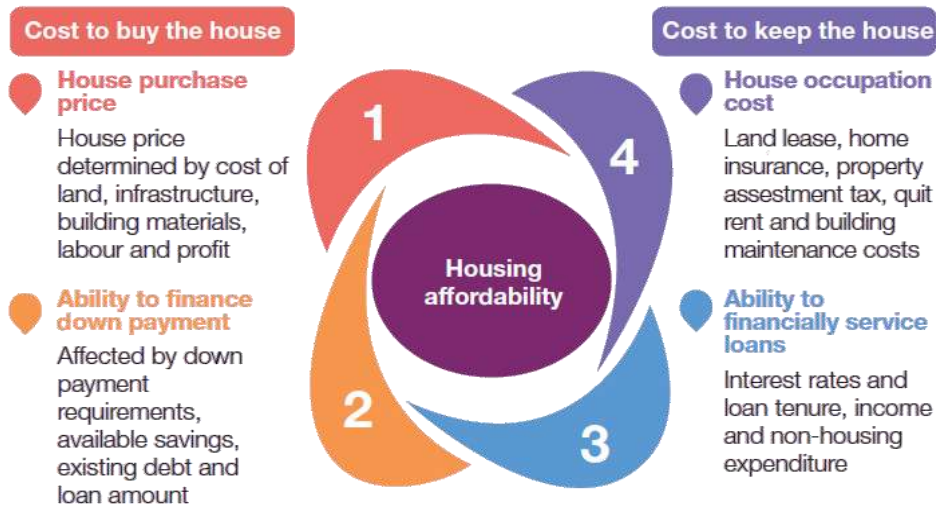 Cost to buy the house
House purchase
price
House price
determined by cost of
land, infrastructure,
building materials,
labour and profit
Ability to finance
down payment
Affected by down
payment
requirements,
available savings,
existing debt and
loan amount
1
2
3
4
Housing
affordability
Cost to keep the house
House occupation
cost
Land lease, home
insurance, property
assestment tax, quit
rent and building
maintenance costs
Ability to
financially service
loans
Interest rates and
loan tenure, income
and non-housing
expenditure